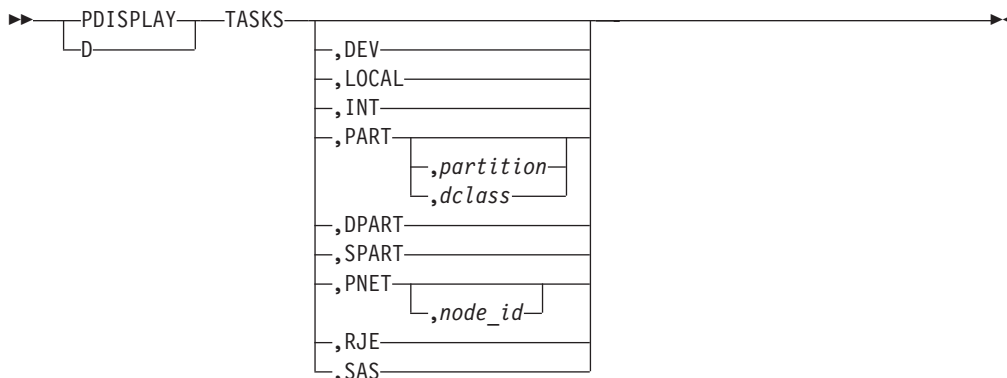 PDISPLAY TASKS
D
,DEV
,LOCAL
,INT
,PART
,partition
,dclass
,DPART
,SPART
,PNET
,node_id
,RJE
,SAS